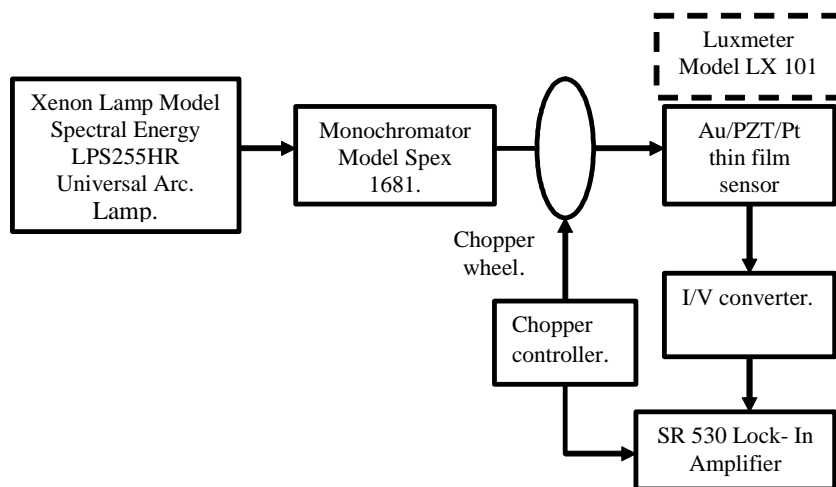 Luxmeter
Model LX 101
Xenon Lamp Model
Spectral Energy
LPS255HR
Universal Arc.
Lamp.
Monochromator
Model Spex
1681.
Au/PZT/Pt
thin film
sensor
Chopper
wheel.
I/V converter.
Chopper
controller.
SR 530 Lock- In
Amplifier